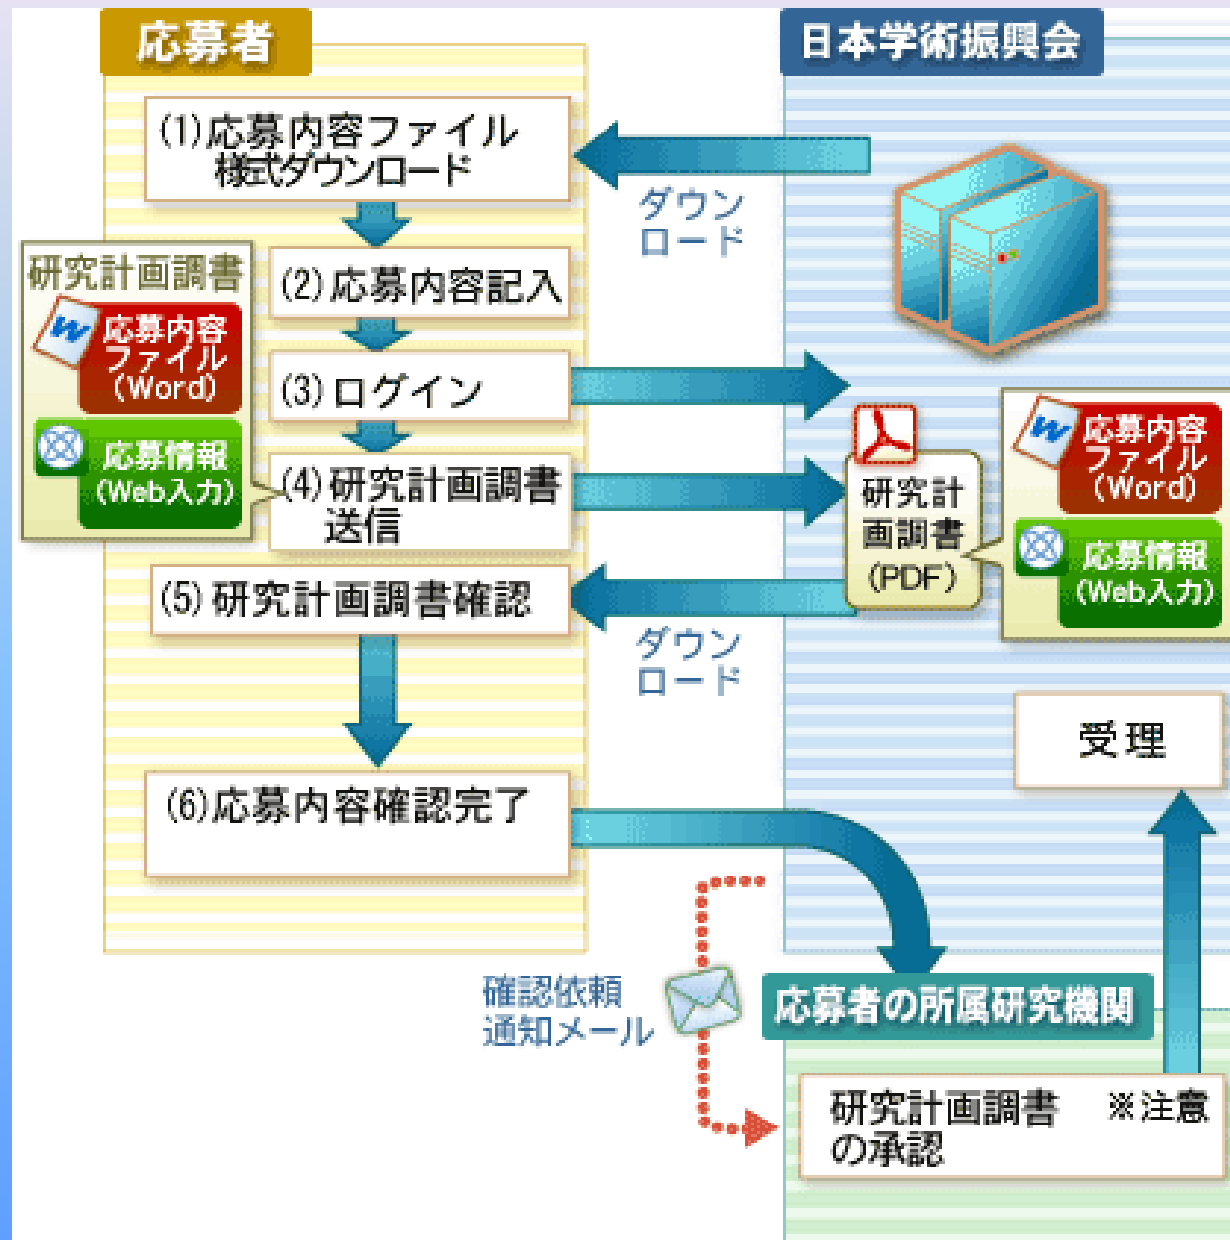 応募者
日本学術振興会
(1)応募内容ファイル
様式ダウンロード
ダウン
ロード
研究計画調書
W
応募内容
ファイル
(Word)
応募情報
(Web入力)
(2)応募内容記入
(3)ログイン
(4)研究計画調書
送信
研究計
画調書
(PDF)
W
応募内容
ファイル
(Word)
応募情報
(Web入力)
(5)研究計画調書確認
ダウン
ロード
受理
(6)応募内容確認完了
確認依頼
通知メール
応募者の所属研究機関
研究計画調書 ※注意
の承認